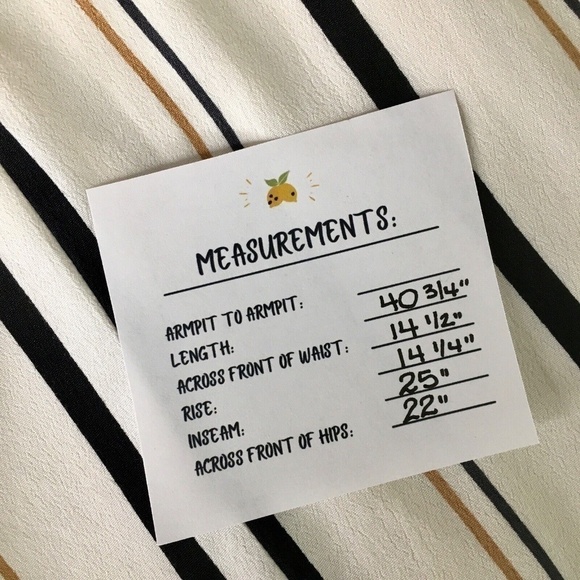 MEASUREMENTS:
ARMPIT TO ARMPIT:
LENGTH: 40 3/4"
ACROSS FRONT OF WAIST: 14 1/2"
RISE: 14 1/4"
INSEAM: 25"
ACROSS FRONT OF HIPS: 22"